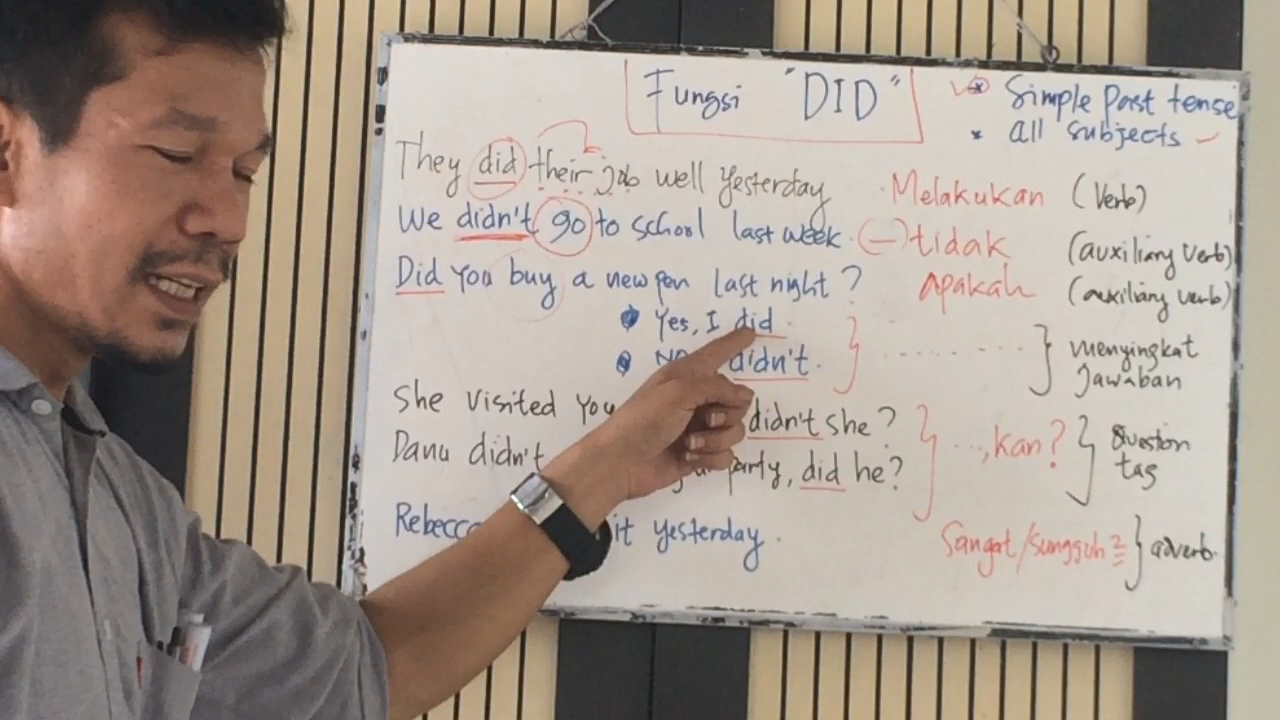 Fungsi "DID"
* Simple Past tense
* all subjects
They did their job well yesterday . Melakukan (Verb)
We didn't go to school last week. (-) tidak (auxiliary verb)
Did you buy a new pen last night? apakah (auxiliary verb)
Yes, I did.
didn't.
menyingkat
Jawaban
She visited you didn't she?
Danu didn't party, did he?
..., kan?
Question
tag
Rebecca it yesterday.
Sangat/sungguh2 adverb